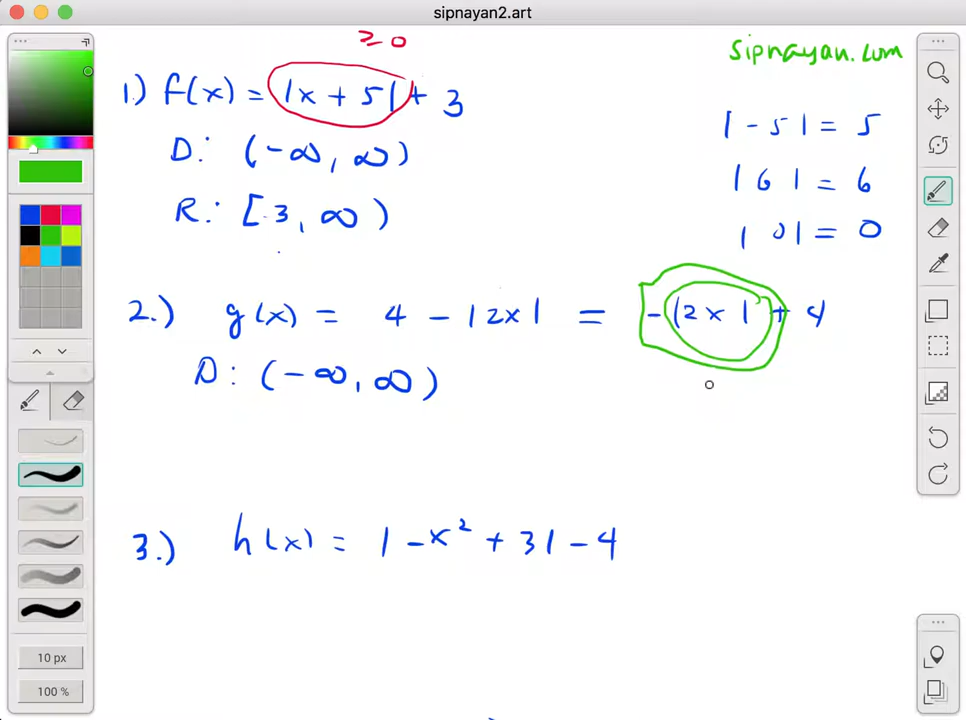 sipnayan2.art
≥ 0
sipnayan.com
1.) f(x) = |x + 5| + 3
D: (-∞, ∞)
R: [3, ∞)
|-5| = 5
|6| = 6
|0| = 0
2.) g(x) = 4 - |2x| = -|2x| + 4
D: (-∞, ∞)
3.) h(x) = |-x² + 3| - 4
10 px
100 %